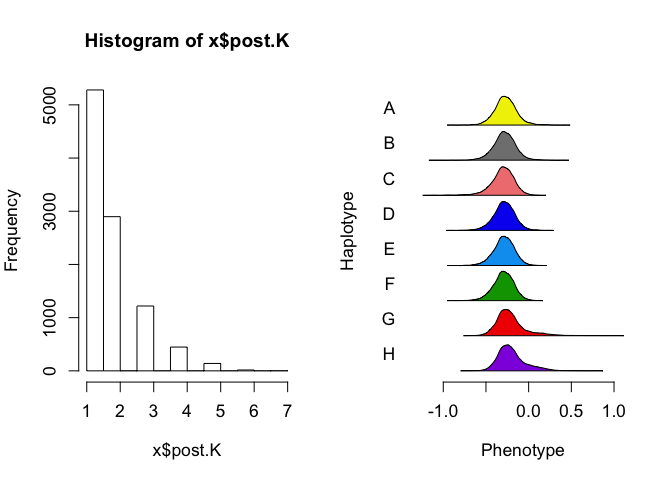 Histogram of x$post.K
Frequency
0
1000
3000
5000
1 2 3 4 5 6 7
x$post.K
Haplotype
A
B
C
D
E
F
G
H
-1.0 0.0 0.5 1.0
Phenotype